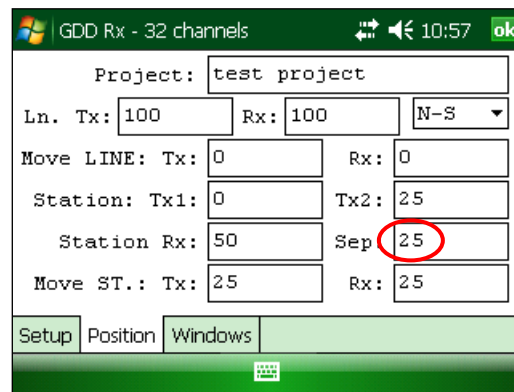 GDD Rx - 32 channels 10:57 ok
Project: test project
Ln. Tx: 100 Rx: 100 N-S
Move LINE: Tx: 0 Rx: 0
Station: Tx1: 0 Tx2: 25
Station Rx: 50 Sep 25
Move ST.: Tx: 25 Rx: 25
Setup Position Windows